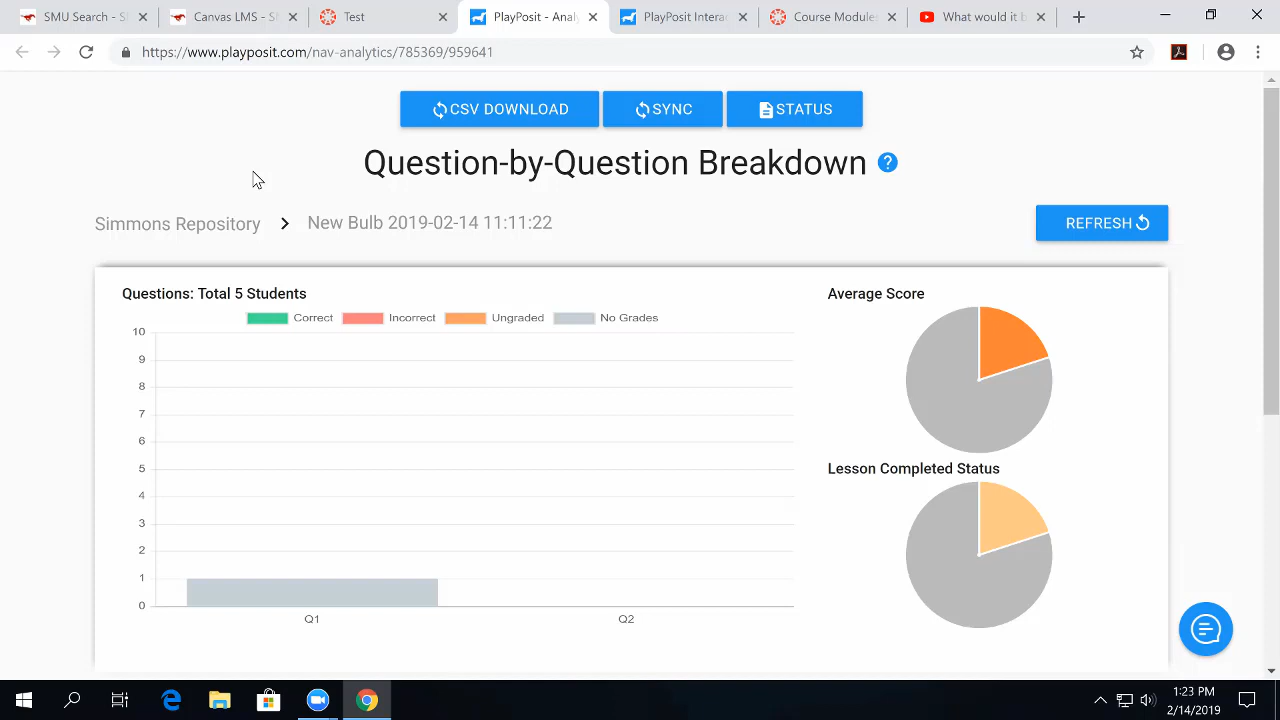 SMU Search - S
Canvas LMS - S
Test
PlayPosit - Anal
PlayPosit Intera
Course Module
What would it b
https://www.playposit.com/nav-analytics/785369/959641
CSV DOWNLOAD
SYNC
STATUS
Question-by-Question Breakdown ?
Simmons Repository
New Bulb 2019-02-14 11:11:22
REFRESH
Questions: Total 5 Students
Correct
Incorrect
Ungraded
No Grades
10
9
8
7
6
5
4
3
2
1
0
Q1
Q2
Average Score
Lesson Completed Status
1:23 PM
2/14/2019